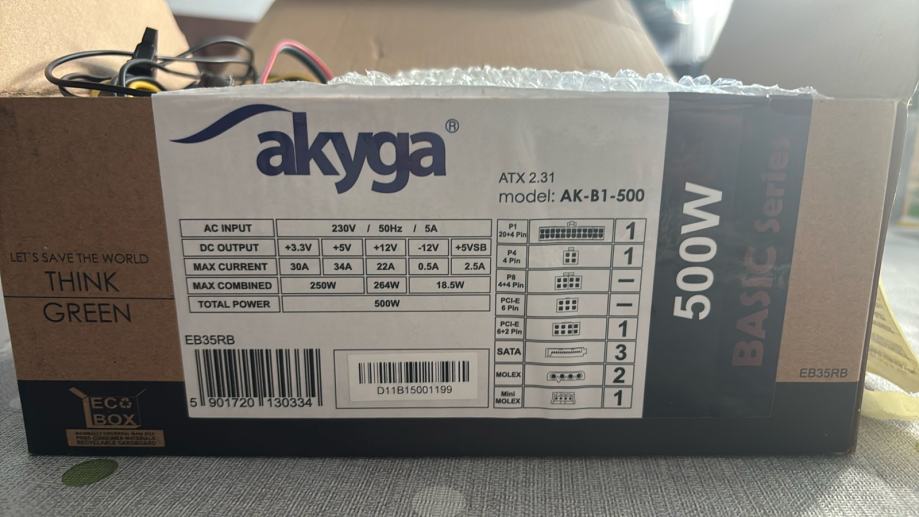 akyga®
ATX 2.31
model: AK-B1-500
AC INPUT 230V / 50Hz / 5A
DC OUTPUT +3.3V +5V +12V -12V +5VSB
MAX CURRENT 30A 34A 22A 0.5A 2.5A
MAX COMBINED 250W 264W 18.5W
TOTAL POWER 500W
EB35RB
5 901720 130334
D11B15001199
P1 20+4 Pin 1
P4 4 Pin 1
P8 4+4 Pin –
PCI-E 6 Pin –
PCI-E 6+2 Pin 1
SATA 3
MOLEX 2
Mini MOLEX 1
500W
BASIC Series
EB35RB
LET'S SAVE THE WORLD
THINK
GREEN
ECO
BOX
RECYCLABLE CARDBOARD